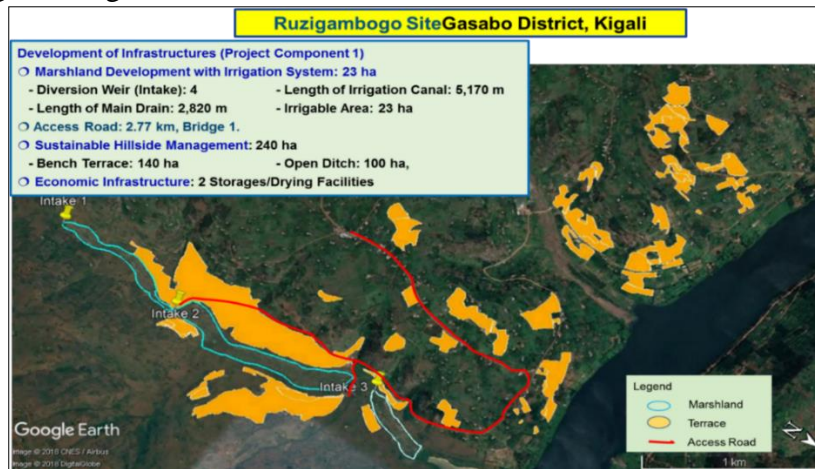 Ruzigambogo SiteGasabo District, Kigali
Development of Infrastructures (Project Component 1)
❍ Marshland Development with Irrigation System: 23 ha
- Diversion Weir (Intake): 4 - Length of Irrigation Canal: 5,170 m
- Length of Main Drain: 2,820 m - Irrigable Area: 23 ha
❍ Access Road: 2.77 km, Bridge 1.
❍ Sustainable Hillside Management: 240 ha
- Bench Terrace: 140 ha - Open Ditch: 100 ha,
❍ Economic Infrastructure: 2 Storages/Drying Facilities
Intake 1
Intake 2
Intake 3
Legend
Marshland
Terrace
Access Road
Google Earth
Image © 2018 CNES / Airbus
Image © 2018 DigitalGlobe
1 km
N